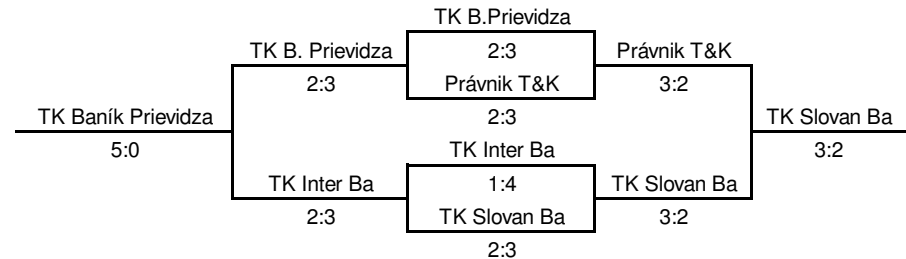 TK B.Prievidza
TK B. Prievidza 2:3 Právnik T&K
2:3 Právnik T&K 3:2
TK Baník Prievidza 2:3 TK Slovan Ba
5:0 TK Inter Ba 3:2
TK Inter Ba 1:4 TK Slovan Ba
2:3 TK Slovan Ba 3:2
2:3